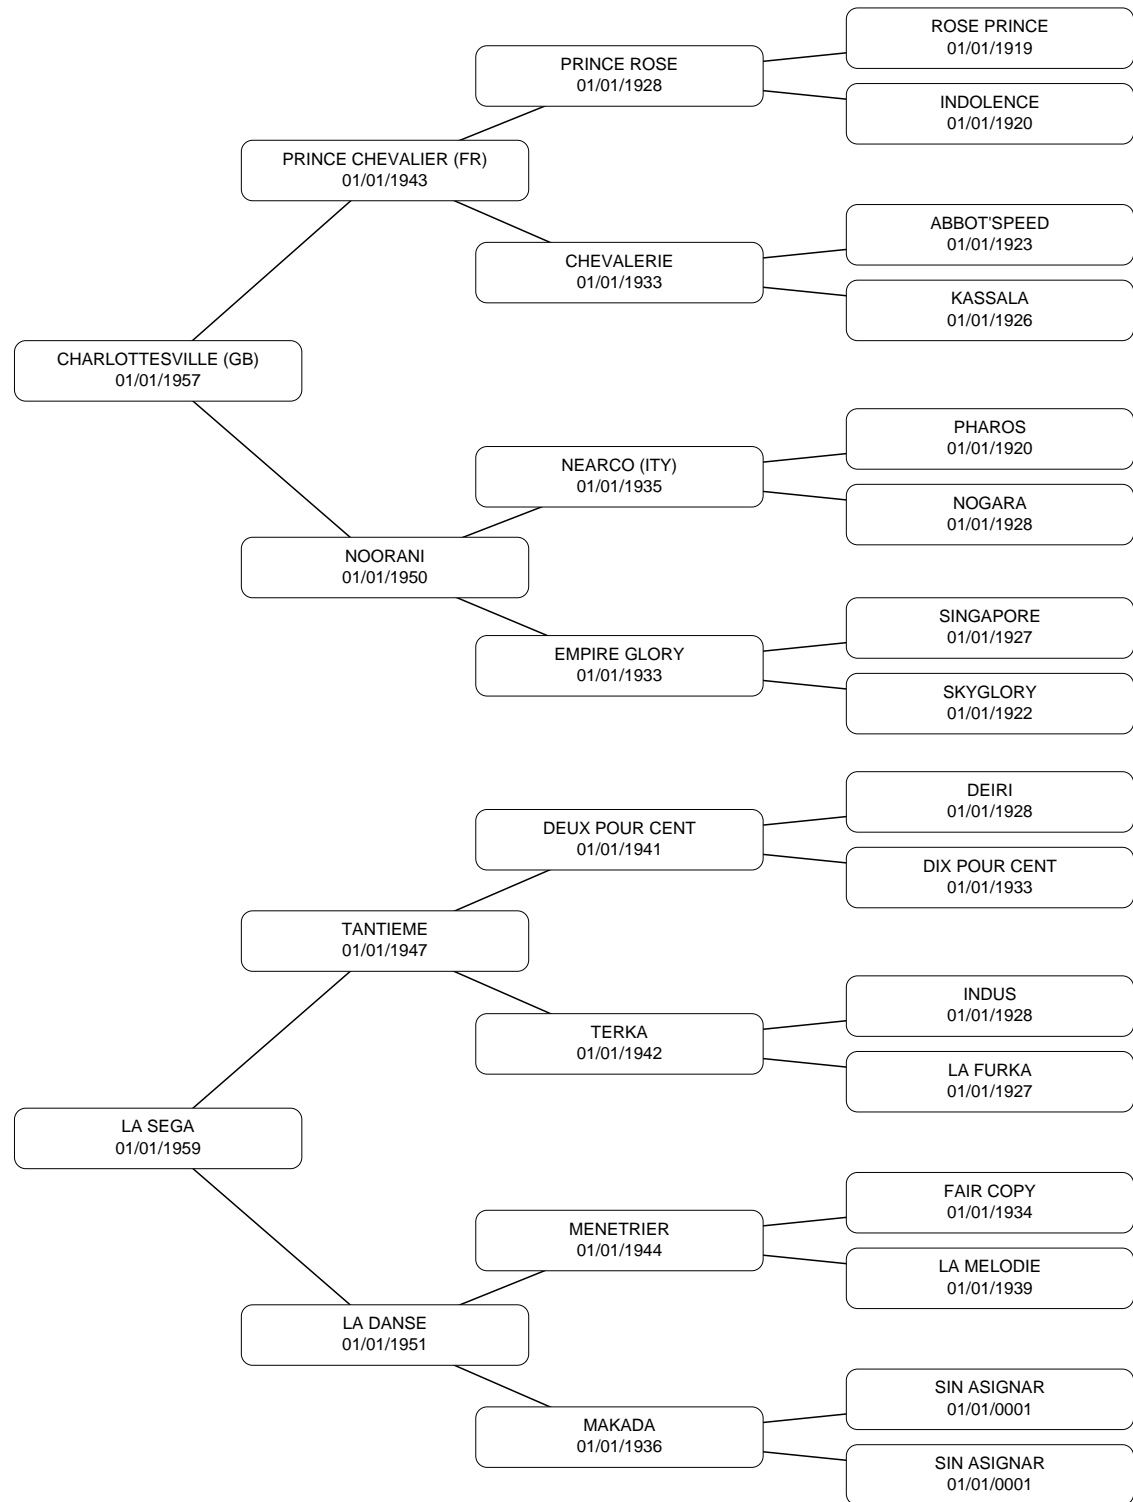 ROSE PRINCE
01/01/1919
PRINCE ROSE
01/01/1928
INDOLENCE
01/01/1920
PRINCE CHEVALIER (FR)
01/01/1943
ABBOT'SPEED
01/01/1923
CHEVALERIE
01/01/1933
KASSALA
01/01/1926
CHARLOTTESVILLE (GB)
01/01/1957
PHAROS
01/01/1920
NEARCO (ITY)
01/01/1935
NOGARA
01/01/1928
NOORANI
01/01/1950
SINGAPORE
01/01/1927
EMPIRE GLORY
01/01/1933
SKYGLORY
01/01/1922
DEIRI
01/01/1928
DEUX POUR CENT
01/01/1941
DIX POUR CENT
01/01/1933
TANTIEME
01/01/1947
INDUS
01/01/1928
TERKA
01/01/1942
LA FURKA
01/01/1927
LA SEGA
01/01/1959
FAIR COPY
01/01/1934
MENETRIER
01/01/1944
LA MELODIE
01/01/1939
LA DANSE
01/01/1951
SIN ASIGNAR
01/01/0001
MAKADA
01/01/1936
SIN ASIGNAR
01/01/0001